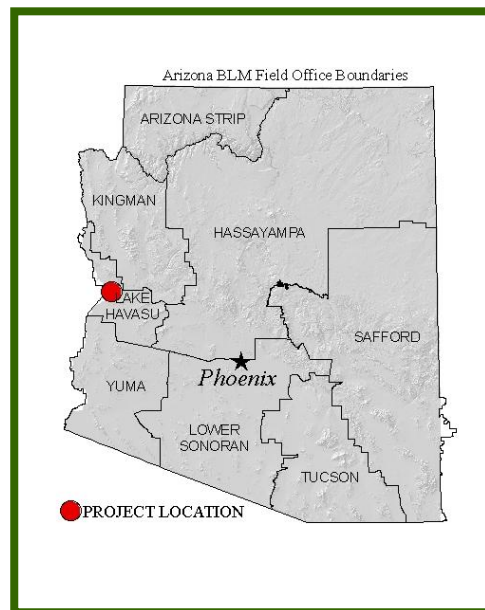 Arizona BLM Field Office Boundaries
ARIZONA STRIP
KINGMAN
HASSAYAMPA
LAKE
HAVASU
SAFFORD
YUMA
Phoenix
LOWER
SONORAN
TUCSON
PROJECT LOCATION